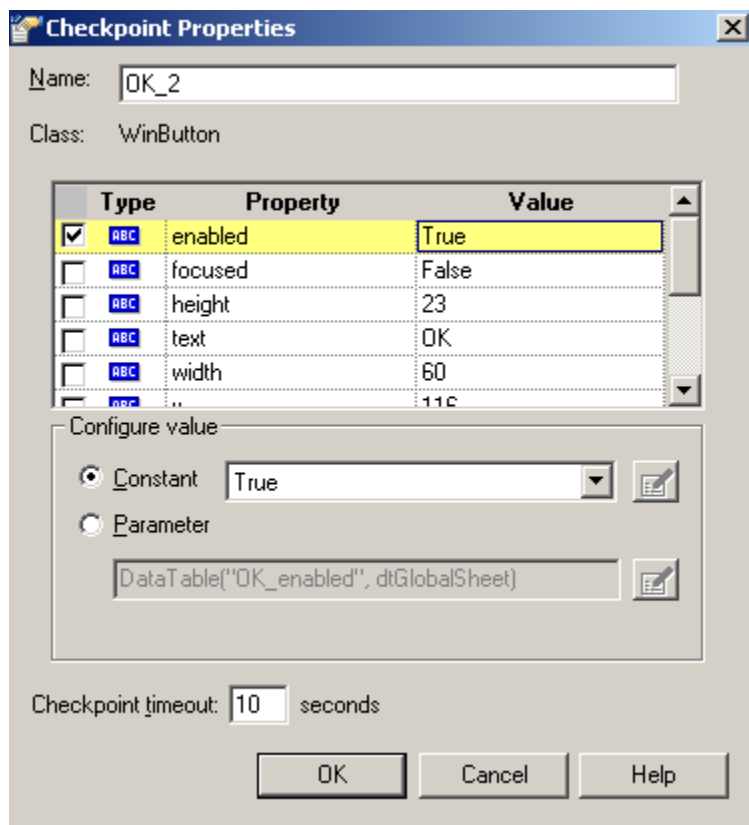 Checkpoint Properties
Name: OK_2
Class: WinButton
Type Property Value
ABC enabled True
ABC focused False
ABC height 23
ABC text OK
ABC width 60
ABC 116
Configure value
Constant True
Parameter
DataTable("OK_enabled", dtGlobalSheet)
Checkpoint timeout: 10 seconds
OK Cancel Help